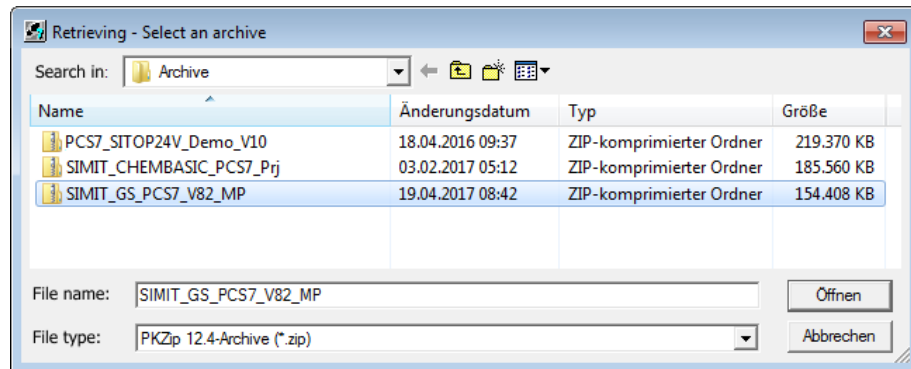 Retrieving - Select an archive
Search in: Archive
Name Änderungsdatum Typ Größe
PCS7_SITOP24V_Demo_V10 18.04.2016 09:37 ZIP-komprimierter Ordner 219.370 KB
SIMIT_CHEMBASIC_PCS7_Prj 03.02.2017 05:12 ZIP-komprimierter Ordner 185.560 KB
SIMIT_GS_PCS7_V82_MP 19.04.2017 08:42 ZIP-komprimierter Ordner 154.408 KB
File name: SIMIT_GS_PCS7_V82_MP Öffnen
File type: PKZip 12.4-Archive (*.zip) Abbrechen